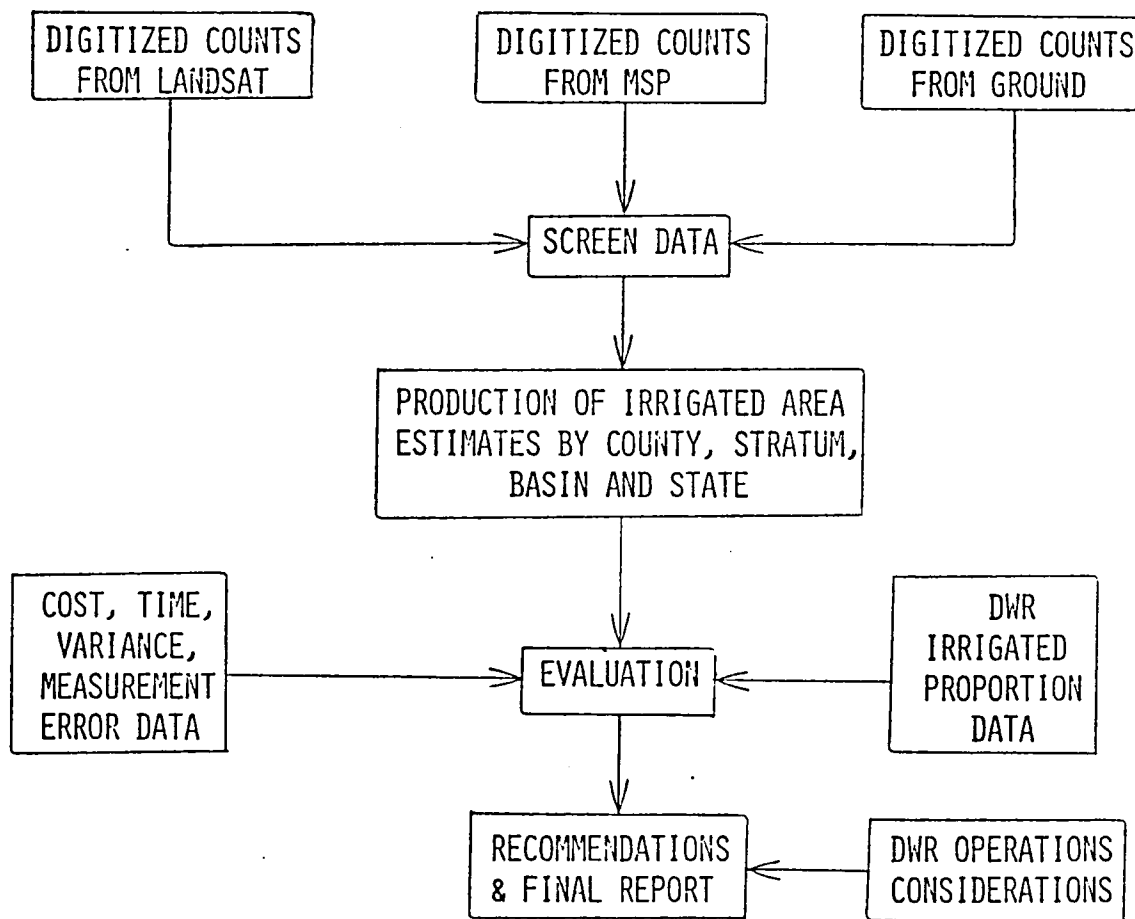 DIGITIZED COUNTS
FROM LANDSAT
DIGITIZED COUNTS
FROM MSP
DIGITIZED COUNTS
FROM GROUND
SCREEN DATA
PRODUCTION OF IRRIGATED AREA
ESTIMATES BY COUNTY, STRATUM,
BASIN AND STATE
COST, TIME,
VARIANCE,
MEASUREMENT
ERROR DATA
EVALUATION
DWR
IRRIGATED
PROPORTION
DATA
RECOMMENDATIONS
& FINAL REPORT
DWR OPERATIONS
CONSIDERATIONS